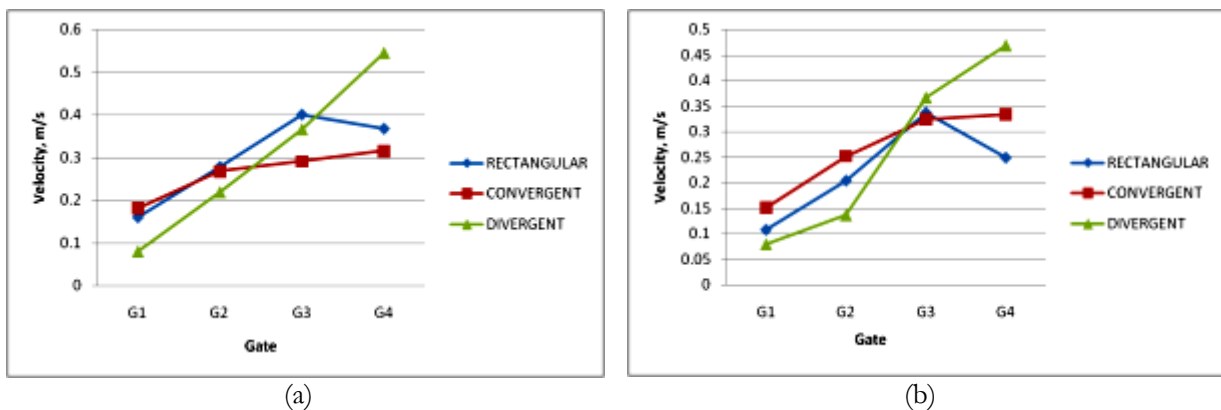 0.6
0.5
0.4
0.3
0.2
0.1
0
Velocity, m/s
G1 G2 G3 G4
Gate
RECTANGULAR
CONVERGENT
DIVERGENT
(a)
0.5
0.45
0.4
0.35
0.3
0.25
0.2
0.15
0.1
0.05
0
Velocity, m/s
G1 G2 G3 G4
Gate
RECTANGULAR
CONVERGENT
DIVERGENT
(b)